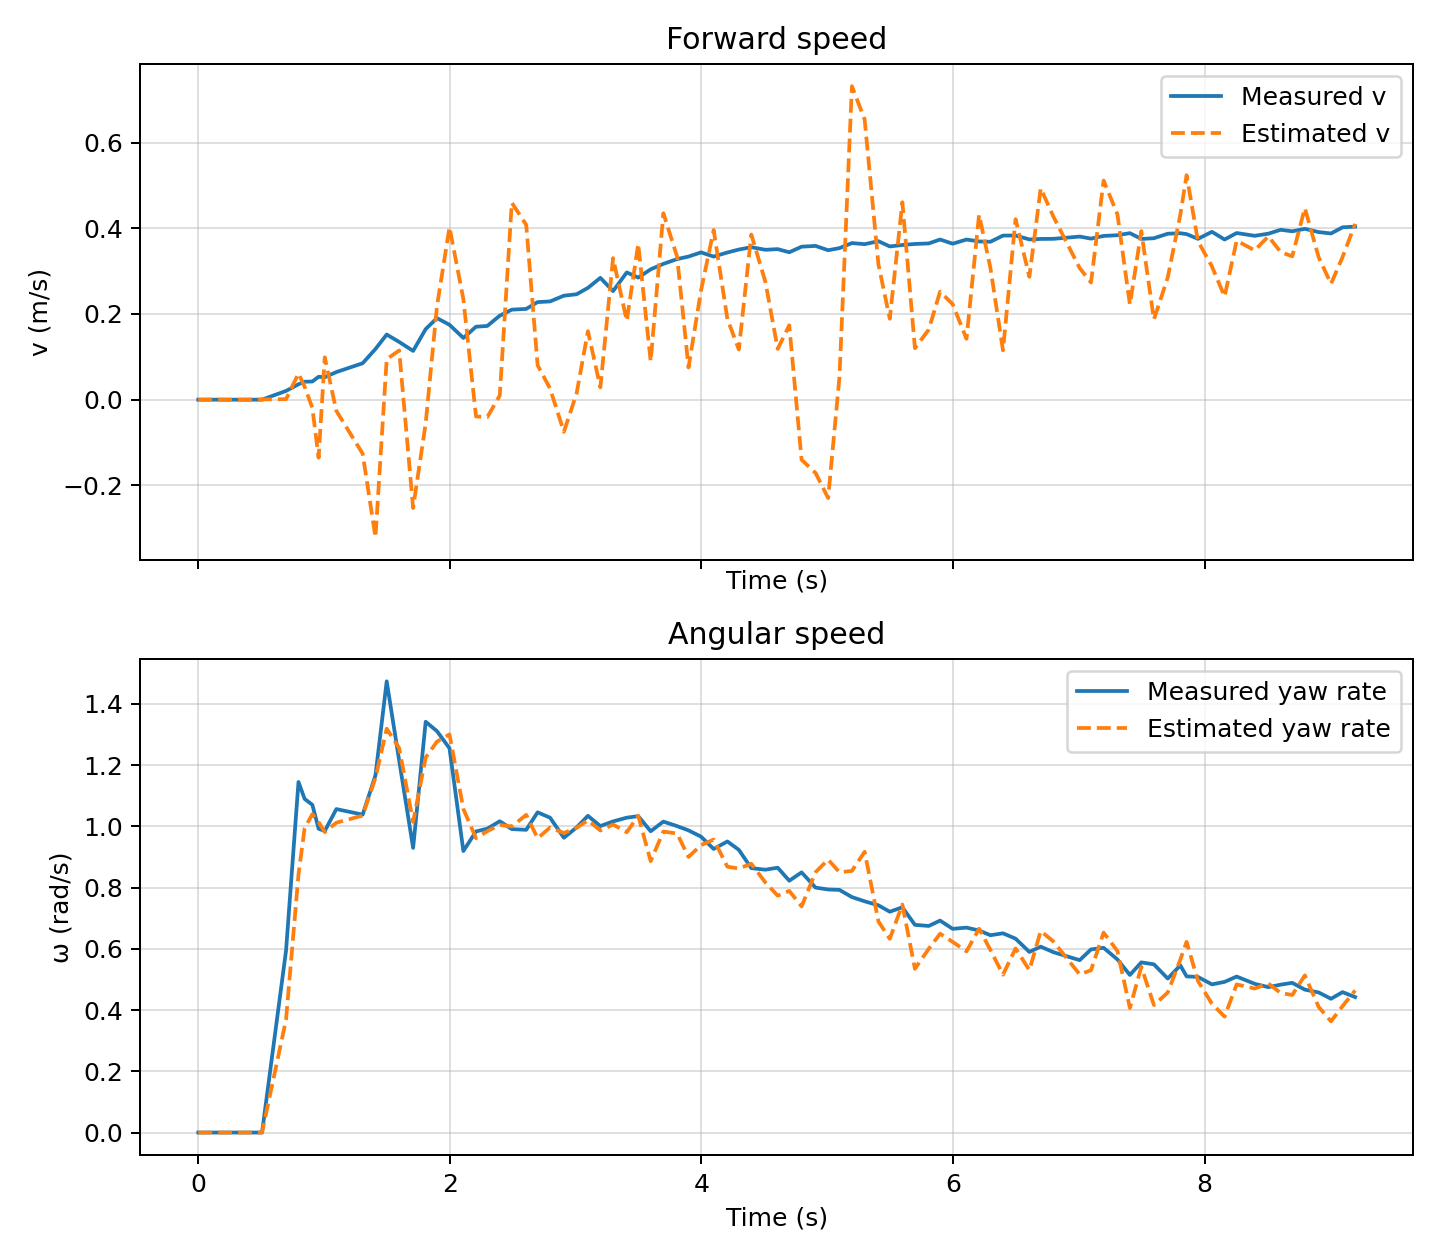 Forward speed
Measured v
Estimated v
0.6
0.4
0.2
0.0
−0.2
v (m/s)
Time (s)
Angular speed
Measured yaw rate
Estimated yaw rate
1.4
1.2
1.0
0.8
0.6
0.4
0.2
0.0
ω (rad/s)
0 2 4 6 8
Time (s)